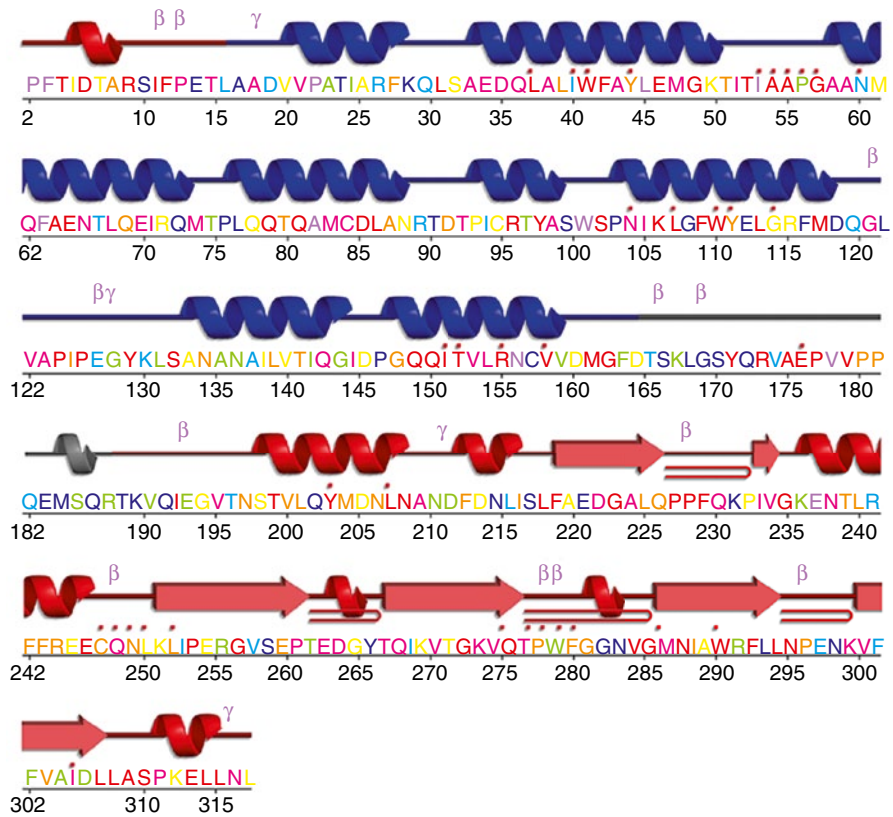 β β γ
PFTIDTARSIFPETLAADVVPATIARFKQLSAEDQLALIWFAYLEMGKTITIAAPGAANM
2 10 15 20 25 30 35 40 45 50 55 60
β
QFAENTLQEIRQMTPLQQTQAMCDLANRTDTPICRTYASWSPNIKLGFWYELGRFMDQGL
62 70 75 80 85 90 95 100 105 110 115 120
βγ β β
VAPIPEGYKLSANANAILVTIQGIDPGQQITVLRNCVVDMGFDTSKLGSYQRVAEPVVPP
122 130 135 140 145 150 155 160 165 170 175 180
β γ β
QEMSQRTKVQIEGVTNSTVLQYMDNLNANDFDNLISLFAEDGALQPPFQKPIVGKENTLR
182 190 195 200 205 210 215 220 225 230 235 240
β ββ β
FFREECQNLKLIPERGVSEPTEDGYTQIKVTGKVQTPWFGGNVGMNIAWRFLLNPENKVF
242 250 255 260 265 270 275 280 285 290 295 300
γ
FVAIDLLASPKELLNL
302 310 315